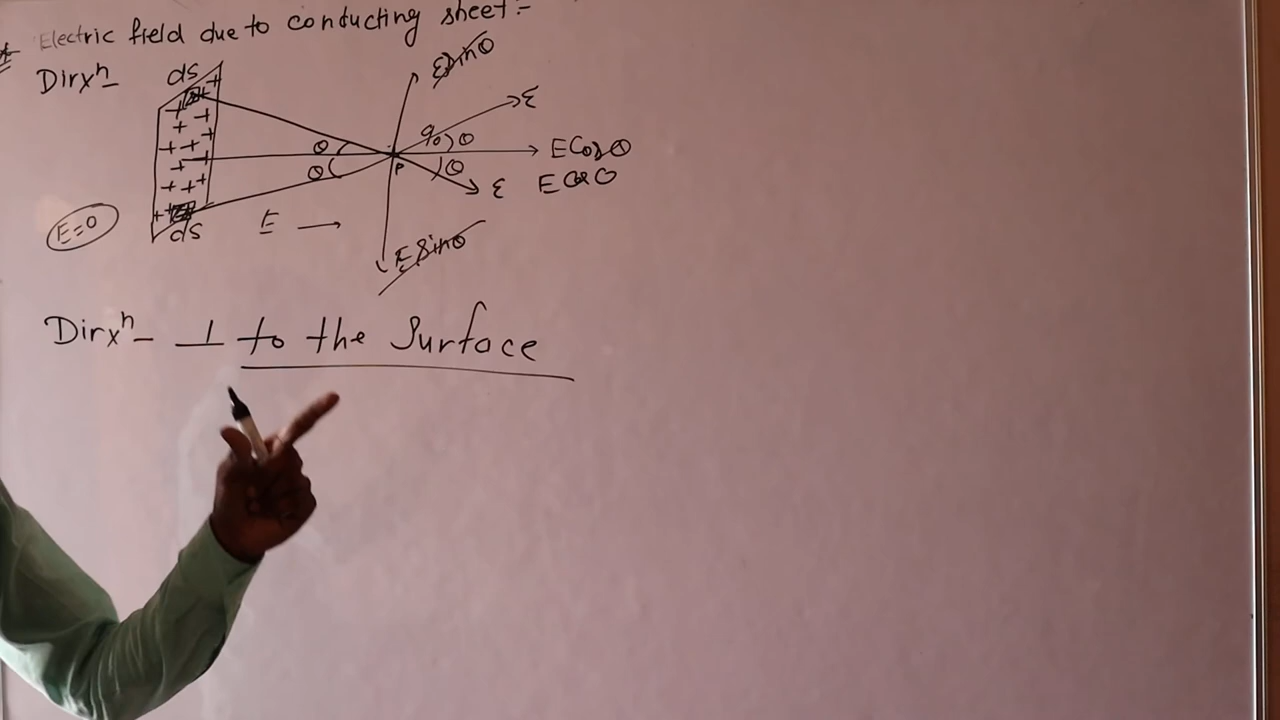 * Electric field due to conducting sheet:-
Dirxⁿ-
ds
E Sinθ
E
q₀ θ
θ
E Cosθ
θ
P
θ
E
E Cosθ
E=0
ds
E →
E Sinθ
Dirxⁿ - ⊥ to the Surface